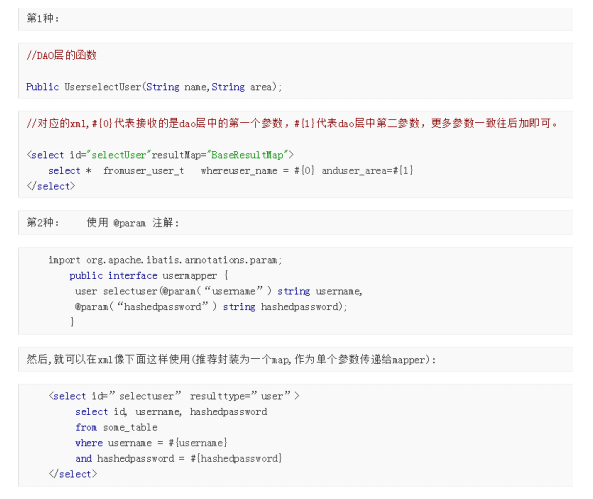 第1种:
//DAO层的函数
Public UserselectUser(String name,String area);
//对应的xml,#{0}代表接收的是dao层中的第一个参数，#{1}代表dao层中第二参数，更多参数一致往后加即可。
<select id="selectUser"resultMap="BaseResultMap">
select * fromuser_user_t whereuser_name = #{0} anduser_area=#{1}
</select>
第2种: 使用 @param 注解:
import org.apache.ibatis.annotations.param;
public interface usermapper {
user selectuser(@param(“username”) string username,
@param(“hashedpassword”) string hashedpassword);
}
然后,就可以在xml像下面这样使用(推荐封装为一个map,作为单个参数传递给mapper):
<select id=”selectuser” resulttype=”user”>
select id, username, hashedpassword
from some_table
where username = #{username}
and hashedpassword = #{hashedpassword}
</select>